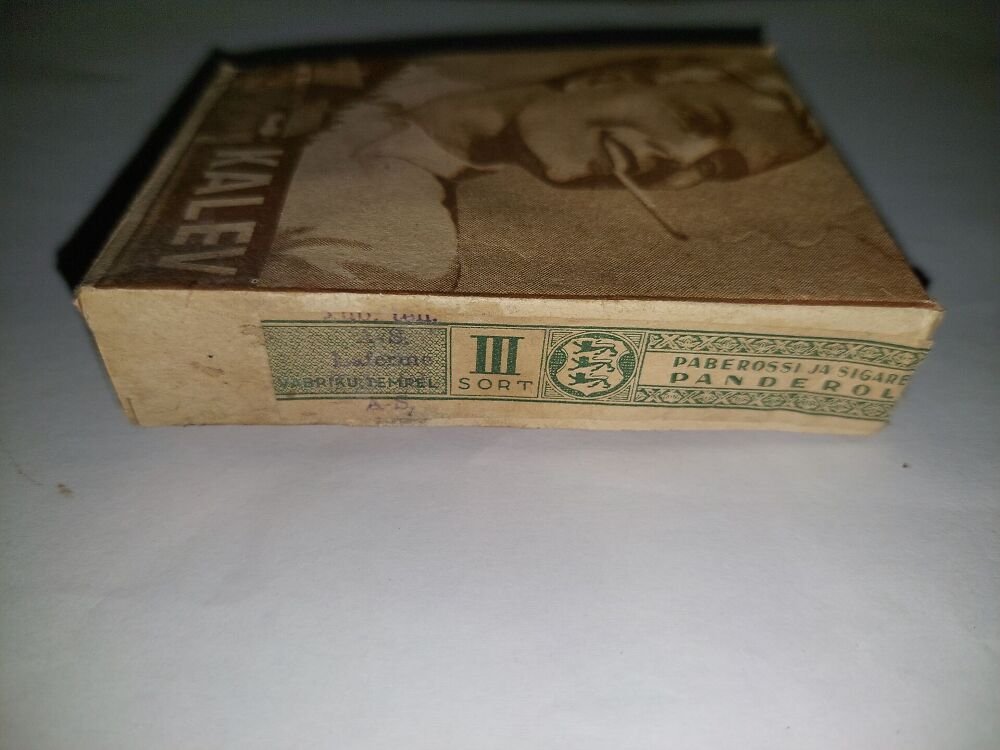 KALEV
A-S.
Laferme
VABRIKU TEMPEL
A-S.
III
SORT
PABEROSSI JA SIGARE
PANDEROL